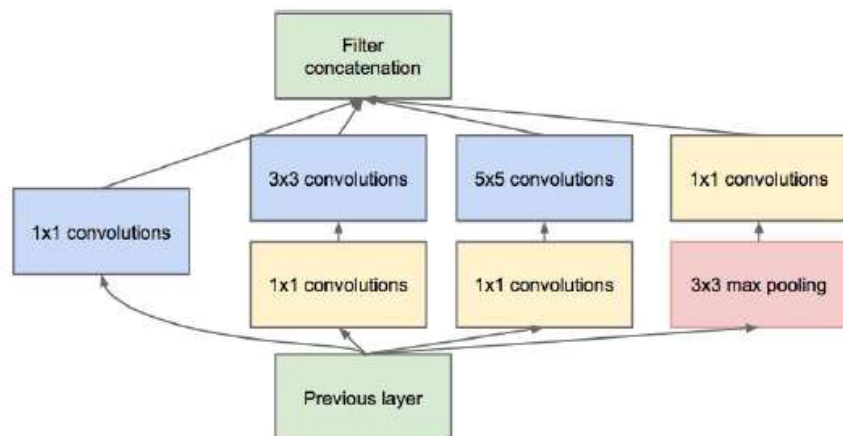 Filter
concatenation
3x3 convolutions
5x5 convolutions
1x1 convolutions
1x1 convolutions
1x1 convolutions
1x1 convolutions
3x3 max pooling
Previous layer